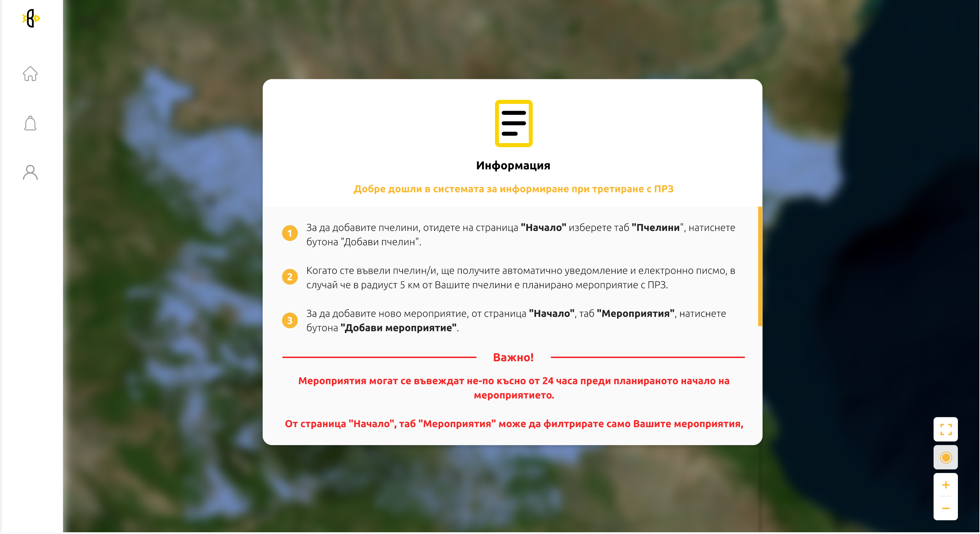 Информация
Добре дошли в системата за информиране при третиране с ПРЗ
1 За да добавите пчелини, отидете на страница "Начало" изберете таб "Пчелини", натиснете
бутона "Добави пчелин".
2 Когато сте въвели пчелин/и, ще получите автоматично уведомление и електронно писмо, в
случай че в радиуст 5 км от Вашите пчелини е планирано мероприятие с ПРЗ.
3 За да добавите ново мероприятие, от страница "Начало", таб "Мероприятия", натиснете
бутона "Добави мероприятие".
Важно!
Мероприятия могат се въвеждат не-по късно от 24 часа преди планираното начало на
мероприятието.
От страница "Начало", таб "Мероприятия" може да филтрирате само Вашите мероприятия,
+
−